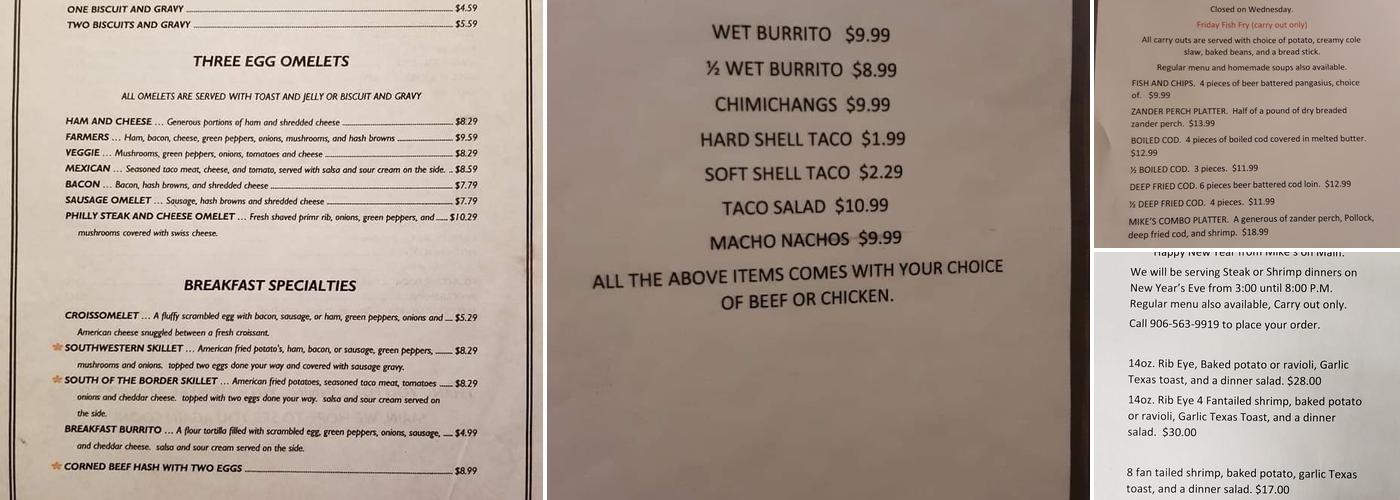 ONE BISCUIT AND GRAVY $4.59
TWO BISCUITS AND GRAVY $5.59
THREE EGG OMELETS
ALL OMELETS ARE SERVED WITH TOAST AND JELLY OR BISCUIT AND GRAVY
HAM AND CHEESE ... Generous portions of ham and shredded cheese $8.29
FARMERS ... Ham, bacon, cheese, green peppers, onions, mushrooms, and hash browns $9.59
VEGGIE ... Mushrooms, green peppers, onions, tomatoes and cheese $8.29
MEXICAN ... Seasoned taco meat, cheese, and tomato, served with salsa and sour cream on the side. .. $8.59
BACON ... Bacon, hash browns, and shredded cheese $7.79
SAUSAGE OMELET ... Sausage, hash browns and shredded cheese $7.79
PHILLY STEAK AND CHEESE OMELET ... Fresh shaved primr rib, onions, green peppers, and $10.29
mushrooms covered with swiss cheese.
BREAKFAST SPECIALTIES
CROISSOMELET ... A fluffy scrambled egg with bacon, sausage, or ham, green peppers, onions and $5.29
American cheese snuggled between a fresh croissant.
SOUTHWESTERN SKILLET ... American fried potato's, ham, bacon, or sausage, green peppers, $8.29
mushrooms and onions. topped two eggs done your way and covered with sausage gravy.
SOUTH OF THE BORDER SKILLET ... American fried potatoes, seasoned taco meat, tomatoes $8.29
onions and cheddar cheese. topped with two eggs done your way. salsa and sour cream served on
the side.
BREAKFAST BURRITO ... A flour tortilla filled with scrambled egg, green peppers, onions, sausage, $4.99
and cheddar cheese. salsa and sour cream served on the side.
CORNED BEEF HASH WITH TWO EGGS $8.99
WET BURRITO $9.99
½ WET BURRITO $8.99
CHIMICHANGS $9.99
HARD SHELL TACO $1.99
SOFT SHELL TACO $2.29
TACO SALAD $10.99
MACHO NACHOS $9.99
ALL THE ABOVE ITEMS COMES WITH YOUR CHOICE
OF BEEF OR CHICKEN.
Closed on Wednesday.
Friday Fish Fry (carry out only)
All carry outs are served with choice of potato, creamy cole
slaw, baked beans, and a bread stick.
Regular menu and homemade soups also available.
FISH AND CHIPS. 4 pieces of beer battered pangasius, choice
of. $9.99
ZANDER PERCH PLATTER. Half of a pound of dry breaded
zander perch. $13.99
BOILED COD. 4 pieces of boiled cod covered in melted butter.
$12.99
½ BOILED COD. 3 pieces. $11.99
DEEP FRIED COD. 6 pieces beer battered cod loin. $12.99
½ DEEP FRIED COD. 4 pieces. $11.99
MIKE'S COMBO PLATTER. A generous of zander perch, Pollock,
deep fried cod, and shrimp. $18.99
Happy New Year from Mike's on Main.
We will be serving Steak or Shrimp dinners on
New Year's Eve from 3:00 until 8:00 P.M.
Regular menu also available, Carry out only.
Call 906-563-9919 to place your order.
14oz. Rib Eye, Baked potato or ravioli, Garlic
Texas toast, and a dinner salad. $28.00
14oz. Rib Eye 4 Fantailed shrimp, baked potato
or ravioli, Garlic Texas Toast, and a dinner
salad. $30.00
8 fan tailed shrimp, baked potato, garlic Texas
toast, and a dinner salad. $17.00